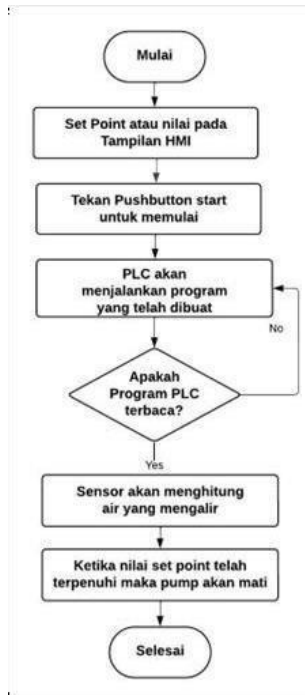 Mulai
Set Point atau nilai pada
Tampilan HMI
Tekan Pushbutton start
untuk memulai
PLC akan
menjalankan program
yang telah dibuat
No
Apakah
Program PLC
terbaca?
Yes
Sensor akan menghitung
air yang mengalir
Ketika nilai set point telah
terpenuhi maka pump akan mati
Selesai